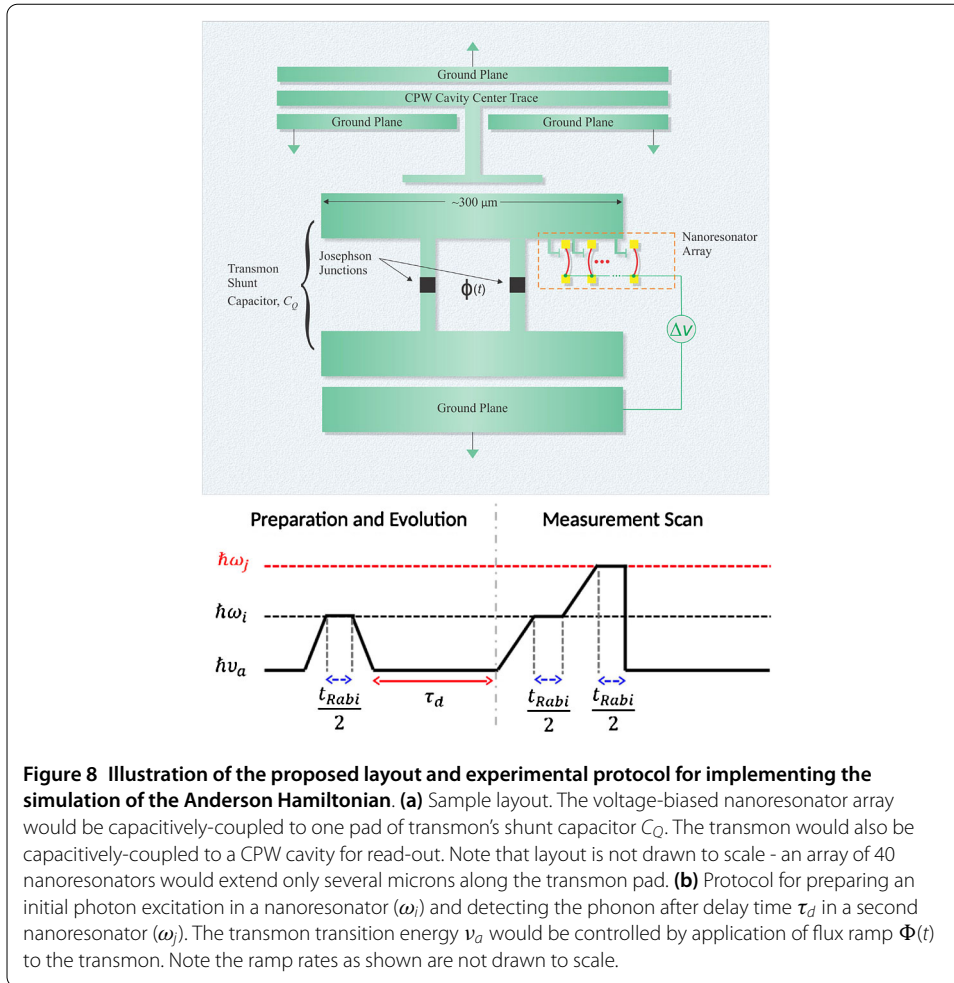 Ground Plane
CPW Cavity Center Trace
Ground Plane
Ground Plane
~300 μm
Nanoresonator
Array
Josephson
Junctions
Transmon
Shunt
Capacitor, C_Q
ϕ(t)
ΔV
Ground Plane
Preparation and Evolution
Measurement Scan
ħω_j
ħω_i
ħν_a
t_Rabi/2
τ_d
t_Rabi/2
t_Rabi/2
Figure 8 Illustration of the proposed layout and experimental protocol for implementing the
simulation of the Anderson Hamiltonian. (a) Sample layout. The voltage-biased nanoresonator array
would be capacitively-coupled to one pad of transmon's shunt capacitor C_Q. The transmon would also be
capacitively-coupled to a CPW cavity for read-out. Note that layout is not drawn to scale - an array of 40
nanoresonators would extend only several microns along the transmon pad. (b) Protocol for preparing an
initial photon excitation in a nanoresonator (ω_i) and detecting the phonon after delay time τ_d in a second
nanoresonator (ω_j). The transmon transition energy ν_a would be controlled by application of flux ramp Φ(t)
to the transmon. Note the ramp rates as shown are not drawn to scale.